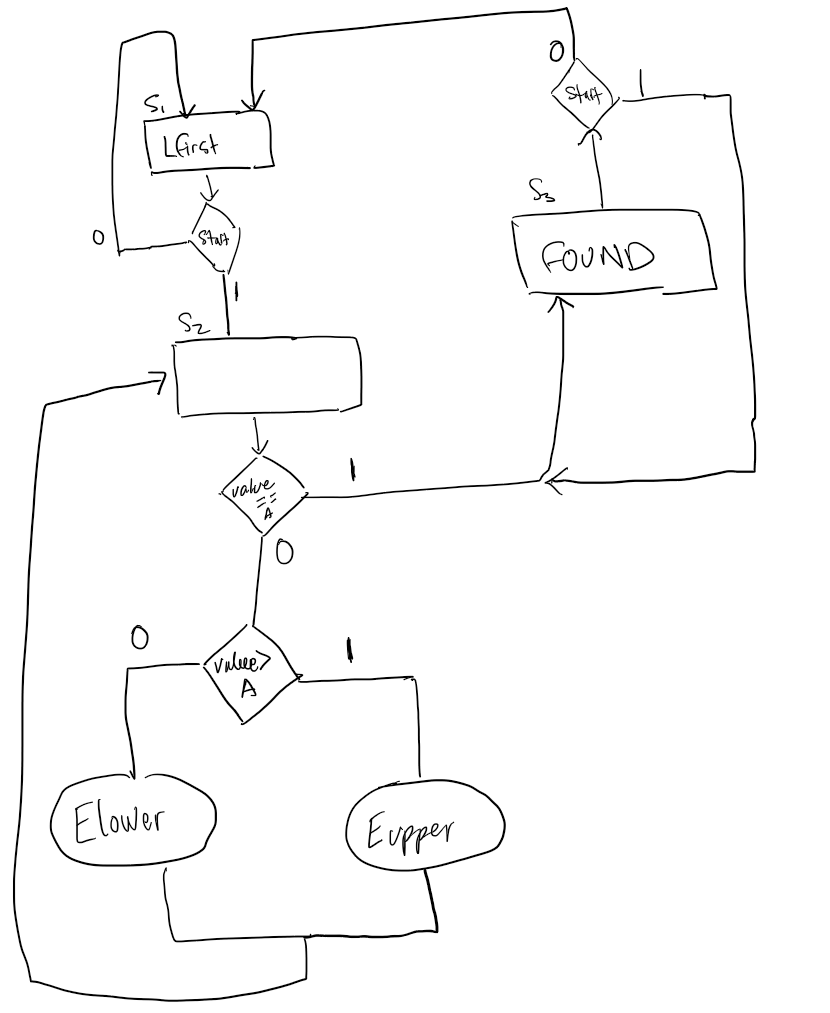 0
1
Start
S1
Lfirst
S3
Start
0
FOUND
1
S2
value
==
A
1
0
0
1
value>
A
Elower
Eupper